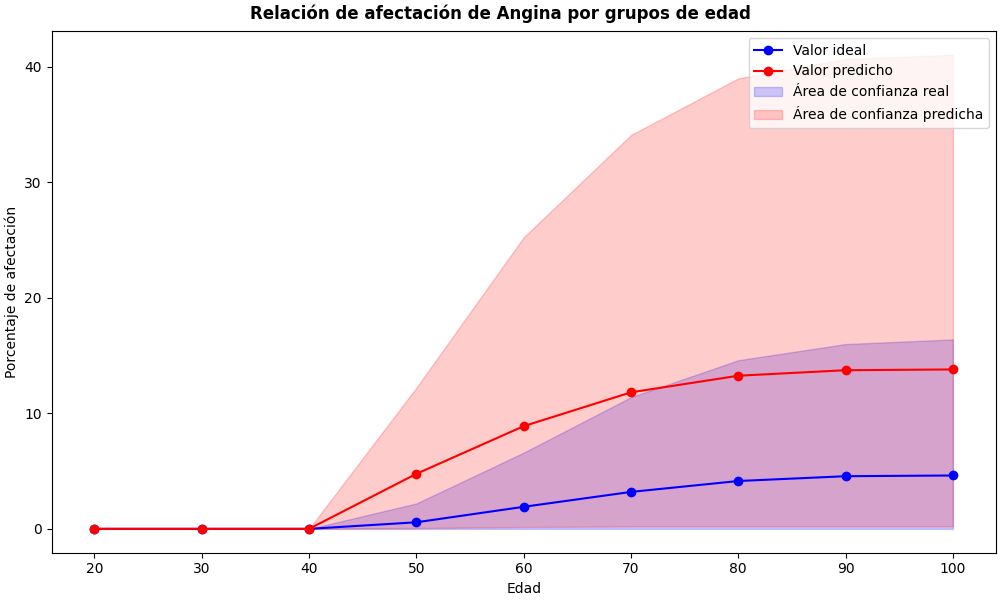 Relación de afectación de Angina por grupos de edad
Valor ideal
Valor predicho
Área de confianza real
Área de confianza predicha
Porcentaje de afectación
40
30
20
10
0
20 30 40 50 60 70 80 90 100
Edad